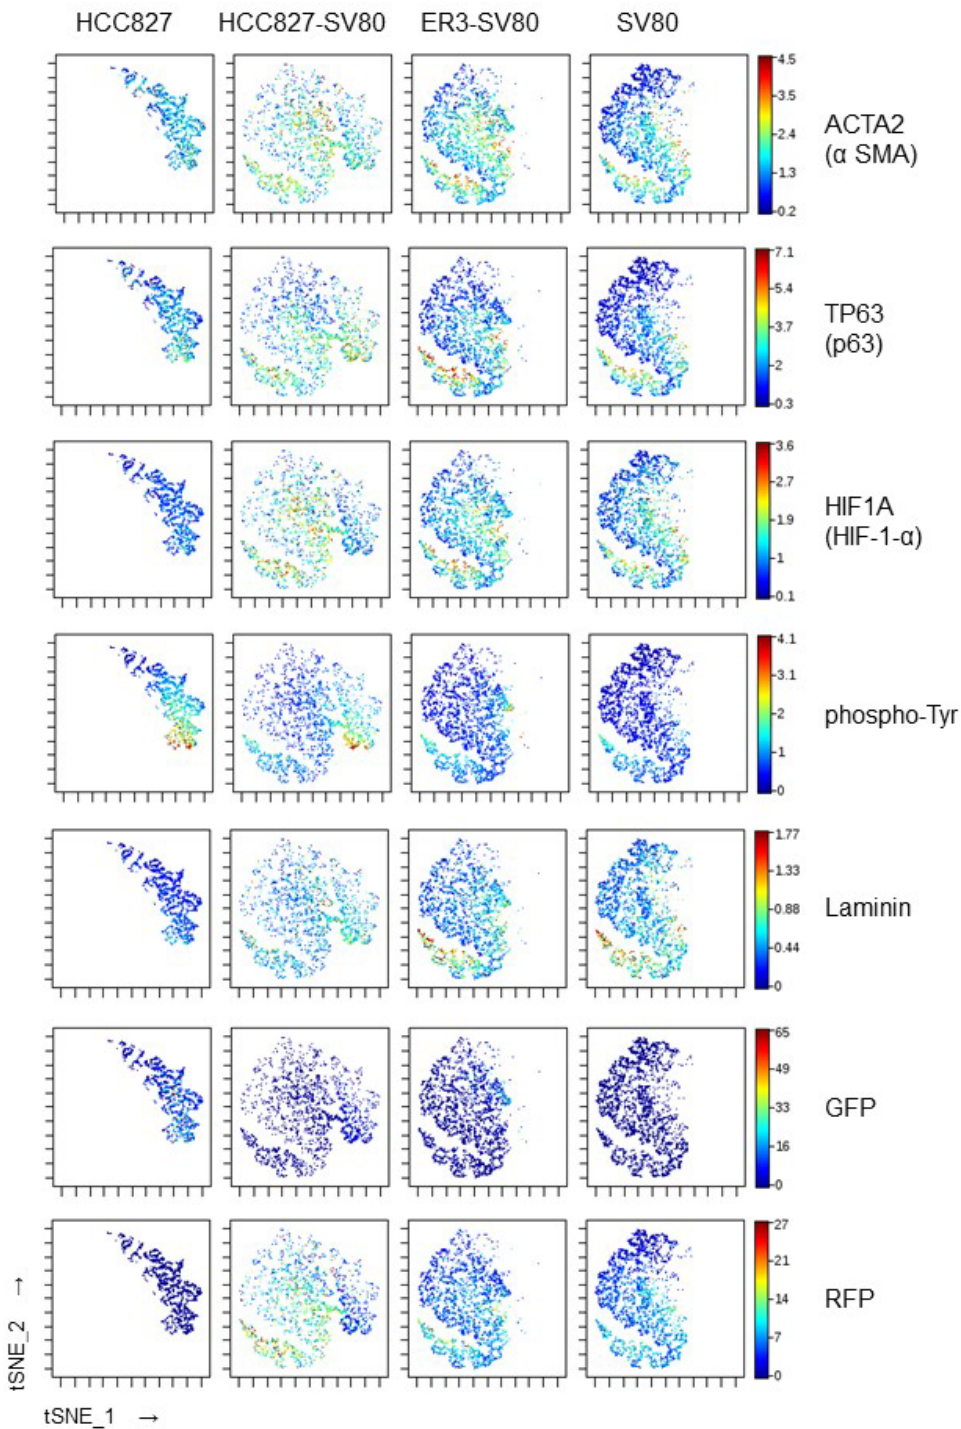 HCC827 HCC827-SV80 ER3-SV80 SV80
4.5
3.5
2.4
1.3
0.2
ACTA2
(α SMA)
7.1
5.4
3.7
2
0.3
TP63
(p63)
3.6
2.7
1.9
1
0.1
HIF1A
(HIF-1-α)
4.1
3.1
2
1
0
phospho-Tyr
1.77
1.33
0.88
0.44
0
Laminin
65
49
33
16
0
GFP
27
21
14
7
0
RFP
tSNE_2 →
tSNE_1 →